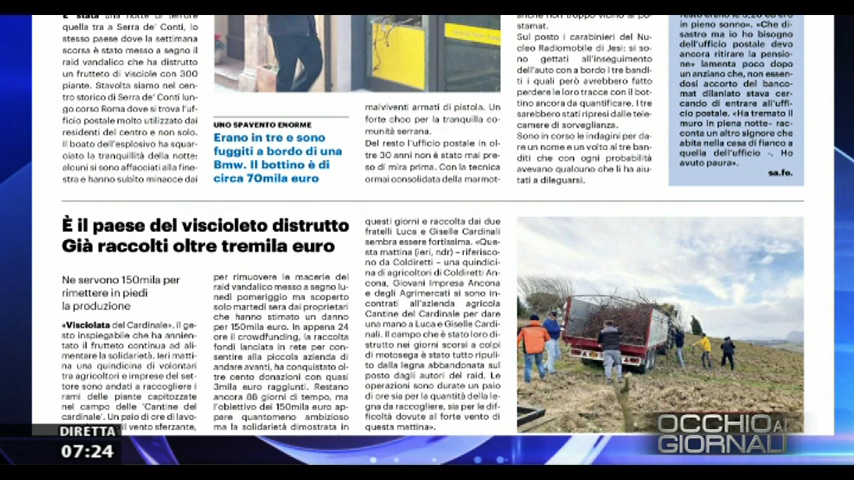 È stata una notte di terrore
quella tra a Serra de' Conti, lo
stesso paese dove la settimana
scorsa è stato messo a segno il
raid vandalico che ha distrutto
un frutteto di visciole con 300
piante. Stavolta siamo nel cen-
tro storico di Serra de' Conti lun-
go corso Roma dove si trova l'uf-
ficio postale molto utilizzato dai
residenti del centro e non solo.
Il boato dell'esplosivo ha squar-
ciato la tranquillità della notte:
alcuni si sono affacciati alla fine-
stra e hanno subito minacce dai
UNO SPAVENTO ENORME
Erano in tre e sono
fuggiti a bordo di una
Bmw. Il bottino è di
circa 70mila euro
malviventi armati di pistola. Un
forte choc per la tranquilla co-
munità serrana.
Del resto l'ufficio postale in ol-
tre 30 anni non è stato mai pre-
so di mira prima. Con la tecnica
ormai consolidata della marmot-
anche non troppo vicino al po-
stamat.
Sul posto i carabinieri del Nu-
cleo Radiomobile di Jesi: si so-
no gettati all'inseguimento
dell'auto con a bordo I tre bandi-
ti i quali però avrebbero fatto
perdere le loro tracce con il bot-
tino ancora da quantificare. I tre
sarebbero stati ripresi dalle tele-
camere di sorveglianza.
Sono in corso le indagini per da-
re un nome e un volto ai tre ban-
diti che con ogni probabilità
avevano qualcuno che li ha aiu-
tati a dileguarsi.
resto erano le 3,20 ed ero
in pieno sonno». «Che di-
sastro ma io ho bisogno
dell'ufficio postale devo
ancora ritirare la pensio-
ne» lamenta poco dopo
un anziano che, non essen-
dosi accorto del banco-
mat dilaniato stava cer-
cando di entrare all'uffi-
cio postale. «Ha tremato il
muro in piena notte– rac-
conta un altro signore che
abita nella casa di fianco a
quella dell'ufficio -. Ho
avuto paura».
sa.fe.
È il paese del viscioleto distrutto
Già raccolti oltre tremila euro
Ne servono 150mila per
rimettere in piedi
la produzione
«Visciolata del Cardinale», il ge-
sto inspiegabile che ha annien-
tato il frutteto continua ad ali-
mentare la solidarietà. Ieri matti-
na una quindicina di volontari
tra agricoltori e imprese del set-
tore sono andati a raccogliere i
rami delle piante capitozzate
nel campo delle 'Cantine del
cardinale'. Un paio di ore di lavo-
il vento sferzante,
per rimuovere le macerie del
raid vandalico messo a segno lu-
nedì pomeriggio ma scoperto
solo martedì sera dai proprietari
che hanno stimato un danno
per 150mila euro. In appena 24
ore il crowdfunding, la raccolta
fondi lanciata in rete per con-
sentire alla piccola azienda di
andare avanti, ha conquistato ol-
tre cento donazioni con quasi
3mila euro raggiunti. Restano
ancora 88 giorni di tempo, ma
l'obiettivo dei 150mila euro ap-
pare quantomeno ambizioso
ma la solidarietà dimostrata in
questi giorni e raccolta dai due
fratelli Luca e Giselle Cardinali
sembra essere fortissima. «Que-
sta mattina (ieri, ndr) – riferisco-
no da Coldiretti – una quindici-
na di agricoltori di Coldiretti An-
cona, Giovani Impresa Ancona
e degli Agrimercati si sono in-
contrati all'azienda agricola
Cantine del Cardinale per dare
una mano a Luca e Giselle Cardi-
nali. Il campo che è stato loro di-
strutto nei giorni scorsi a colpi
di motosega è stato tutto ripuli-
to dalla legna abbandonata sul
posto dagli autori del raid. Le
operazioni sono durate un paio
di ore sia per la quantità della le-
gna da raccogliere, sia per le dif-
ficoltà dovute al forte vento di
questa mattina».
DIRETTA
07:24
OCCHIO AI
GIORNALI